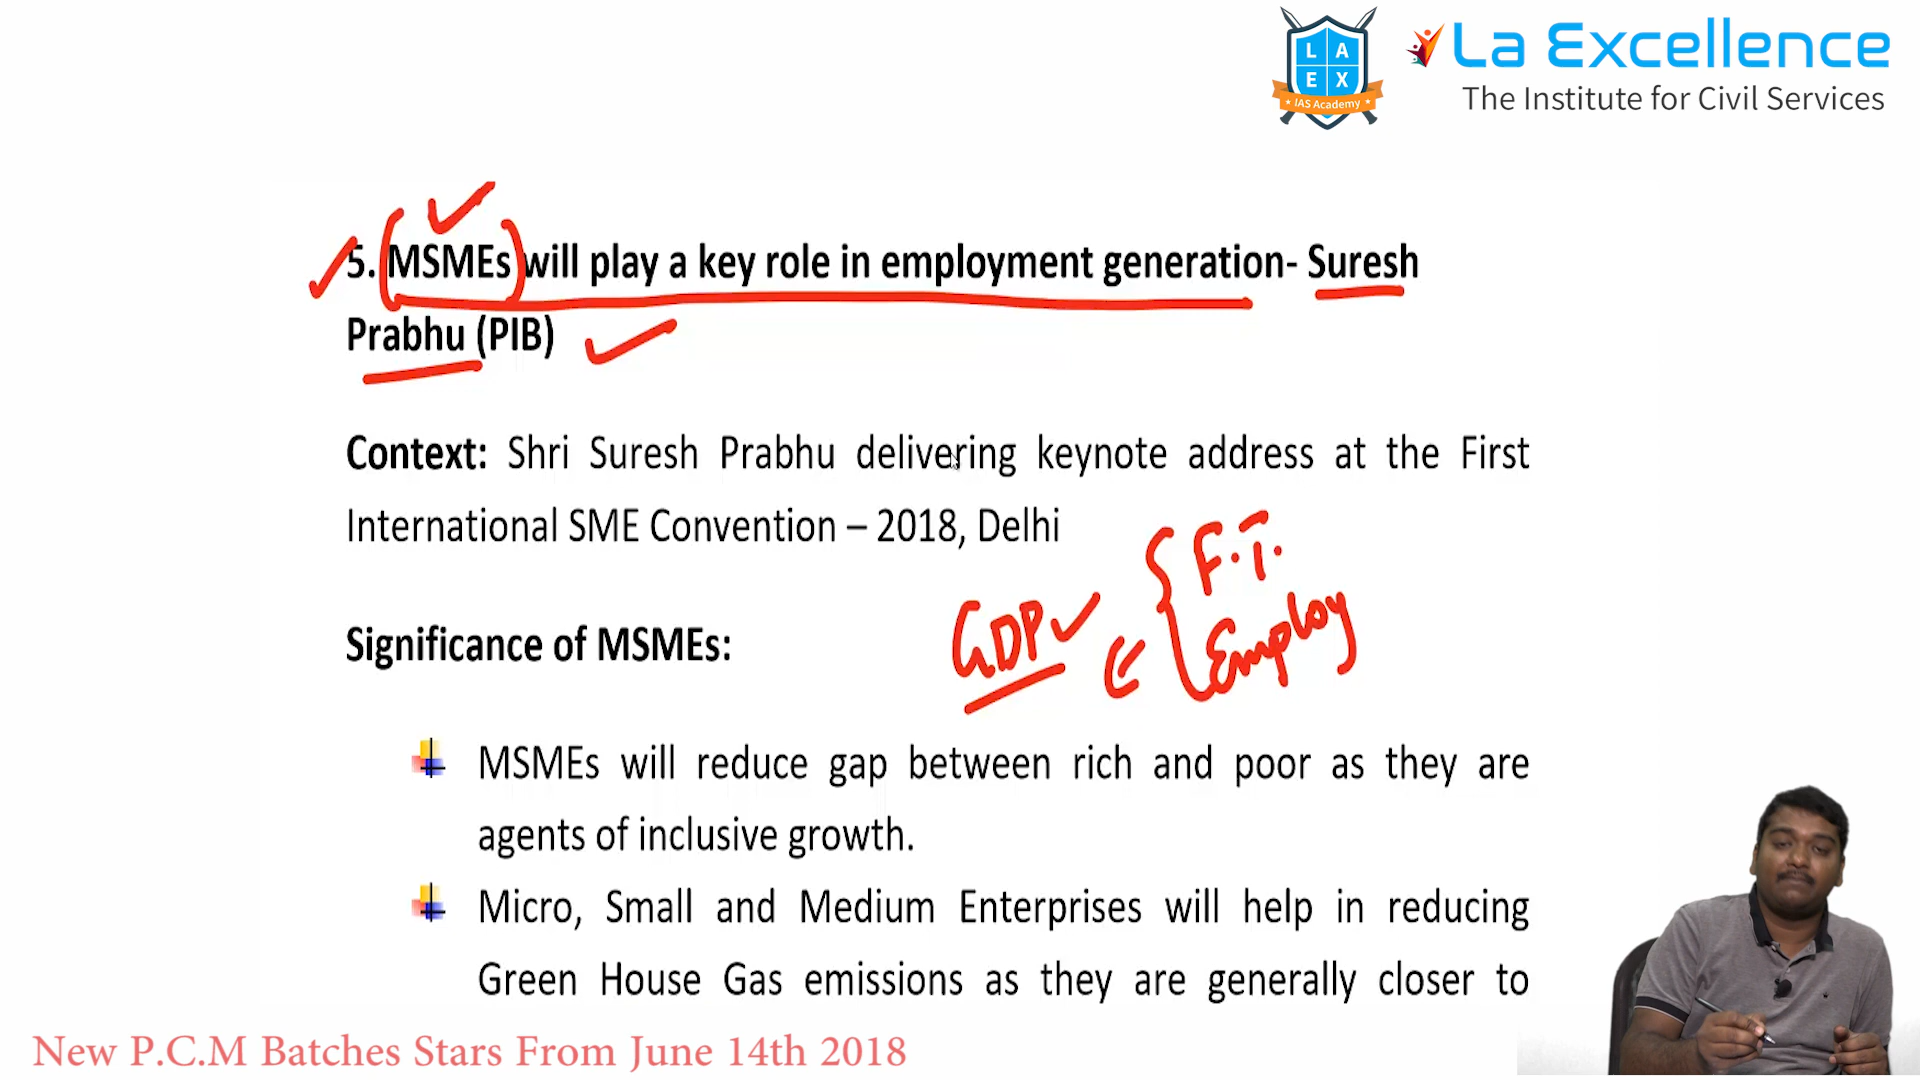 L A
E X
IAS Academy
La Excellence
The Institute for Civil Services
5. MSMEs will play a key role in employment generation- Suresh
Prabhu (PIB)
Context: Shri Suresh Prabhu delivering keynote address at the First
International SME Convention – 2018, Delhi
F.T.
GDP
Employ
Significance of MSMEs:
MSMEs will reduce gap between rich and poor as they are
agents of inclusive growth.
Micro, Small and Medium Enterprises will help in reducing
Green House Gas emissions as they are generally closer to
New P.C.M Batches Stars From June 14th 2018